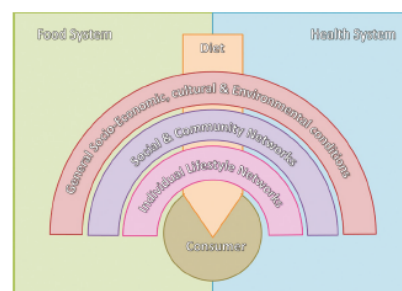 Food System
Health System
Diet
General Socio-Economic, cultural & Environmental conditions
Social & Community Networks
Individual Lifestyle Networks
Consumer